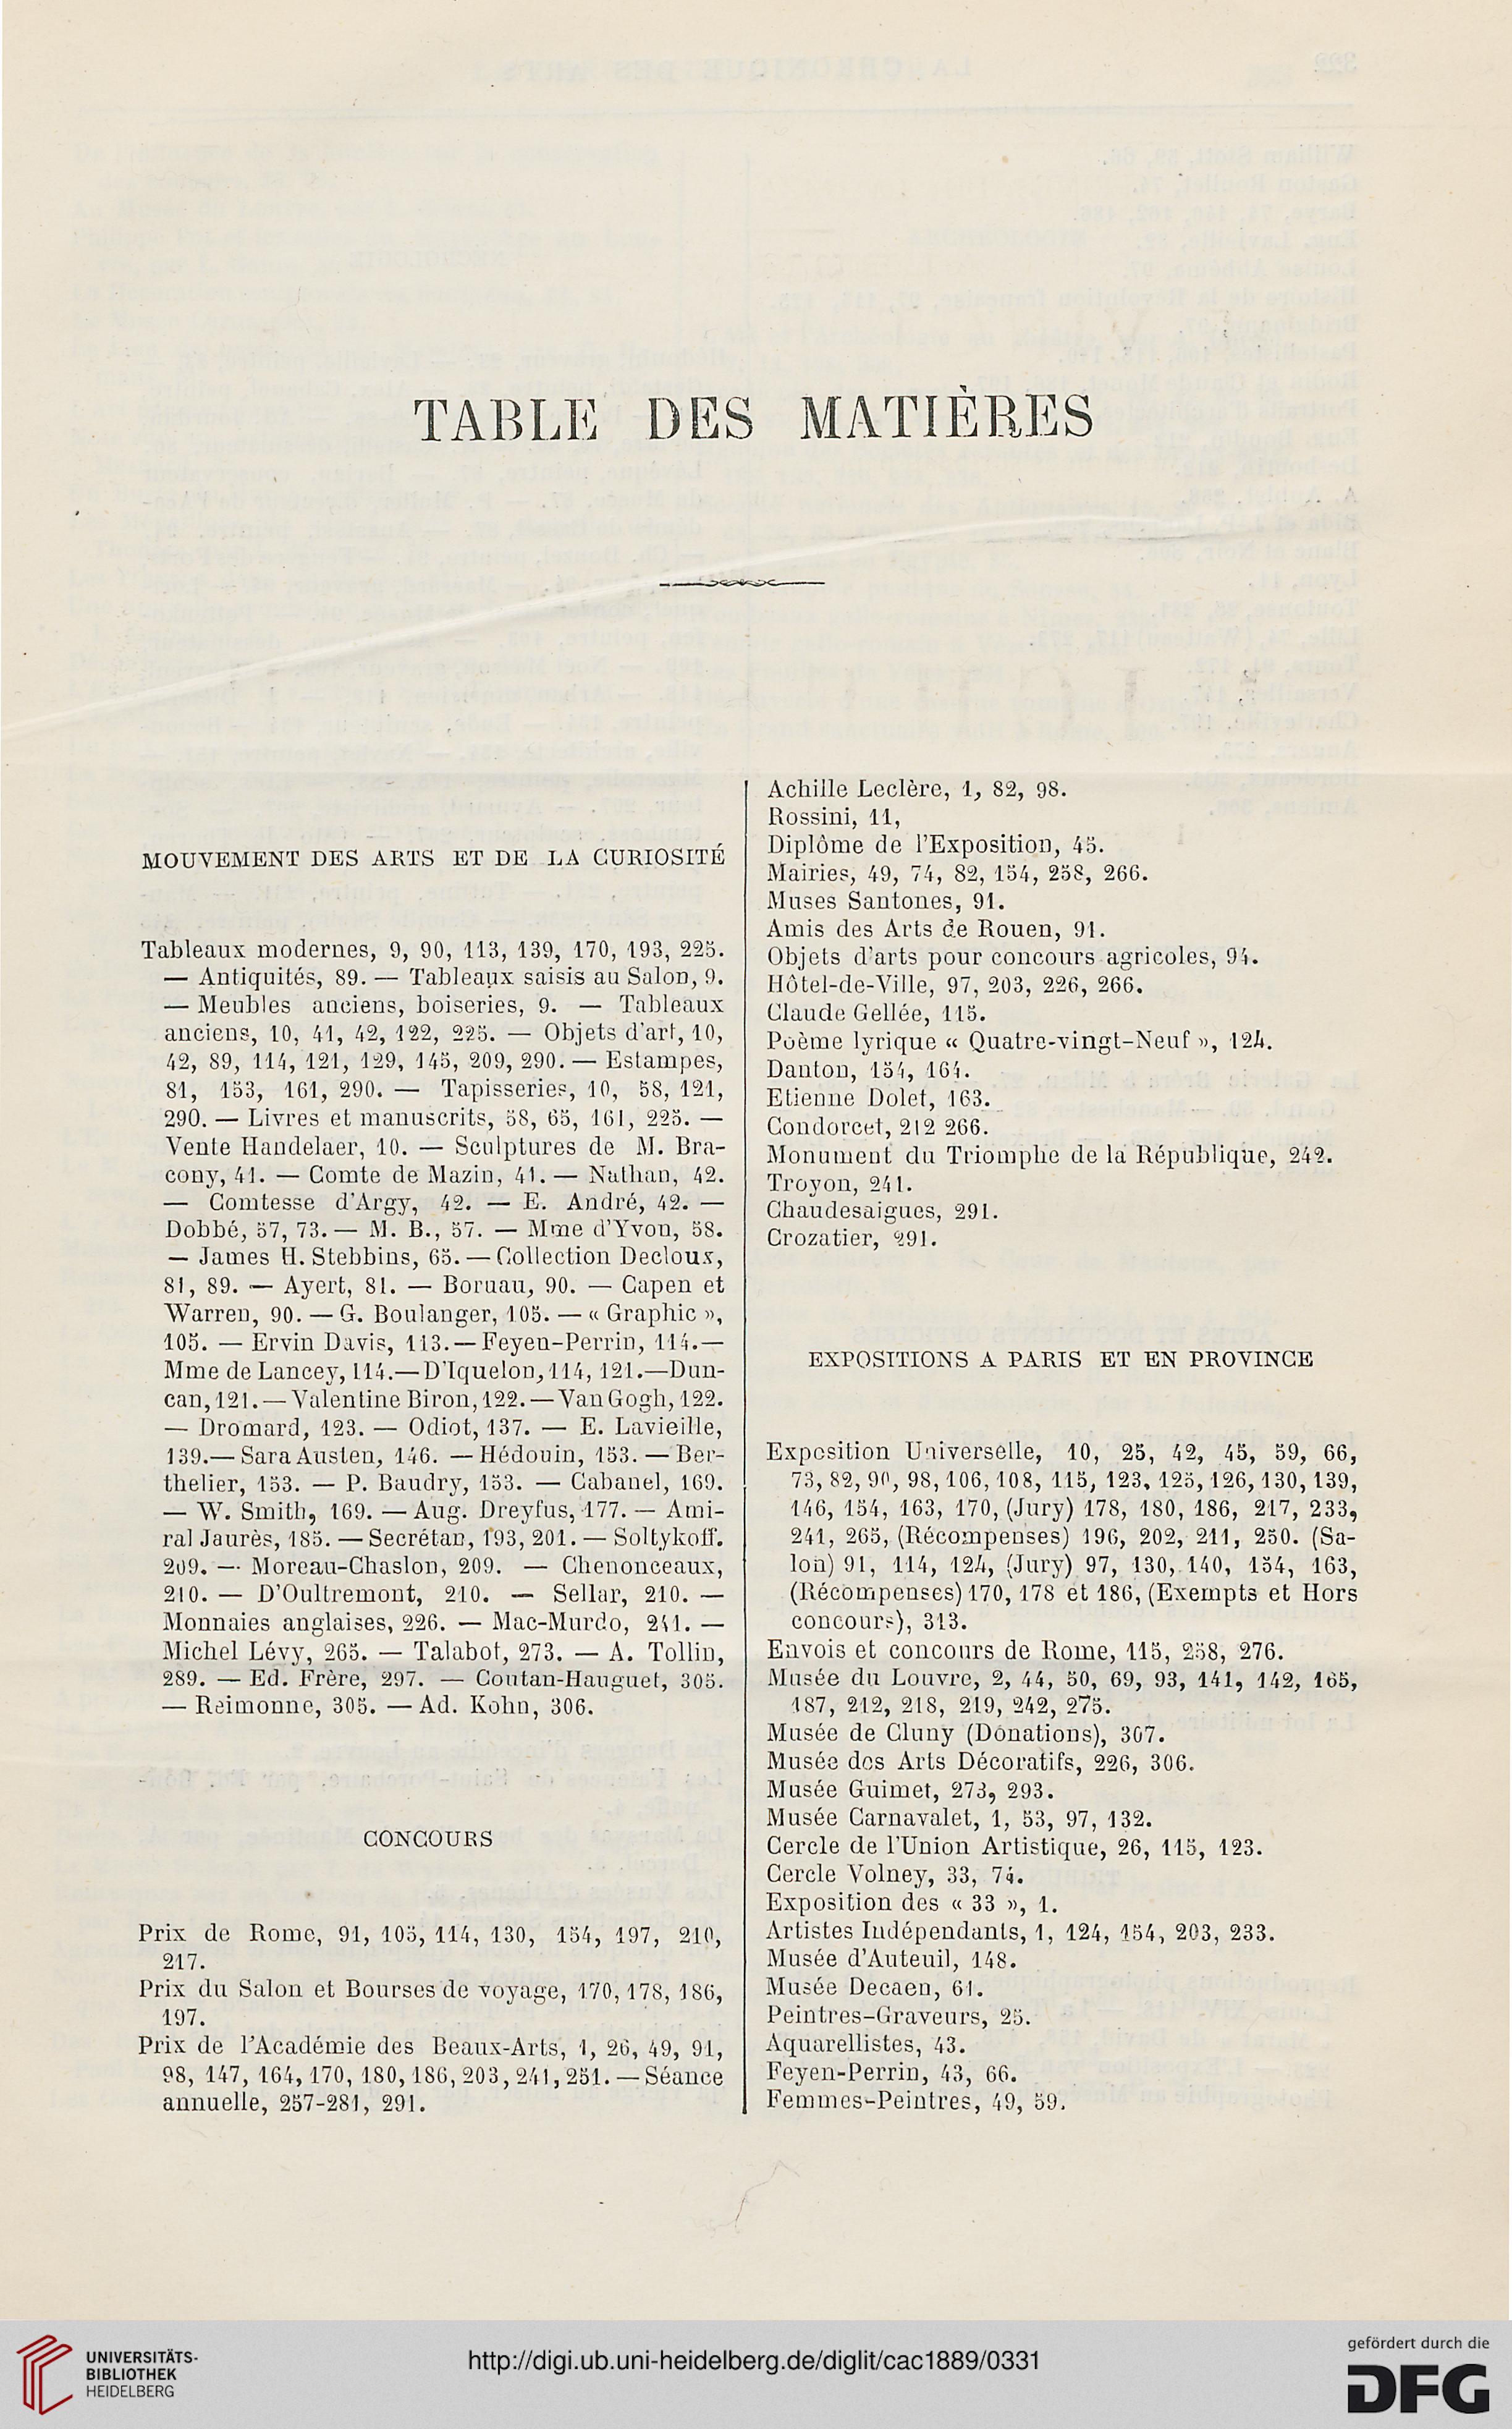 TABLE DES MATIÈRES
MOUVEMENT DES ARTS ET DE LA CURIOSITÉ
Tableaux modernes, 9, 90, 113, 139, 170, 193, 225.
— Antiquités, 89. — Tableaux saisis au Salon, 9.
— Meubles anciens, boiseries, 9. — Tableaux
anciens, 10, 41, 42, 122, 225. — Objets d'art, 10,
42, 89, 114, 121, 129, 145, 209, 290. — Estampes,
81, 153, 161, 290. — Tapisseries, 10, 58, 121,
290. — Livres et manuscrits, 58, 65, 161, 225. —
Vente Handelaer, 10. — Sculptures de M. Bra-
cony, 41. — Comte de Mazin, 41. — Nathan, 42.
— Comtesse d'Argy, 42. — E. André, 42. —
Dobbé, 57, 73. — M. B., 57. — Mme d'Yvon, 58.
— James H. Stebbins, 65. — Collection Decloux,
81, 89. — Ayert, 81. — Bornau, 90. — Capen et
Warren, 90. — G. Boulanger, 105. — « Graphic »,
105. — Ervin Davis, 113. — Feyen-Perrin, 114. —
Mme de Lancey, 114. — D'Iquelon, 114, 121. — Dun-
can, 121. — Valentine Biron, 122. — Van Gogh, 122.
— Dromard, 123. — Odiot, 137. — E. Lavieille,
139. — Sara Austen, 146. — Hédouin, 153. — Ber-
thelier, 153. — P. Baudry, 153. — Cabanel, 169.
— W. Smith, 169. — Aug. Dreyfus, 177. — Ami-
ral Jaurès, 185. — Secrétan, 193, 201. — Soltykoff.
209. — Moreau-Chaslon, 209. — Chenonceaux,
210. — D'Oultremont, 210. — Sellar, 210. —
Monnaies anglaises, 226. — Mac-Murdo, 241. —
Michel Lévy, 265. — Talabot, 273. — A. Tollin,
289. — Ed. Frère, 297. — Coutan-Hauguet, 305.
— Reimonne, 305. — Ad. Kohn, 306.
CONCOURS
Prix de Rome, 91, 105, 114, 130, 154, 197, 210,
217.
Prix du Salon et Bourses de voyage, 170, 178, 186,
197.
Prix de l'Académie des Beaux-Arts, 1, 26, 49, 91,
98, 147, 164, 170, 180, 186, 203, 241, 251. — Séance
annuelle, 257-281, 291.
Achille Leclère, 1, 82, 98.
Rossini, 11,
Diplôme de l'Exposition, 45.
Mairies, 49, 74, 82, 154, 258, 266.
Muses Santones, 91.
Amis des Arts de Rouen, 91.
Objets d'arts pour concours agricoles, 94.
Hôtel-de-Ville, 97, 203, 226, 266.
Claude Gellée, 115.
Poème lyrique « Quatre-vingt-Neuf », 124.
Danton, 154, 164.
Etienne Dolet, 163.
Condorcet, 212 266.
Monument du Triomphe de la République, 242.
Troyon, 241.
Chaudesaigues, 291.
Crozatier, 291.
EXPOSITIONS A PARIS ET EN PROVINCE
Exposition Universelle, 10, 25, 42, 45, 59, 66,
73, 82, 90, 98, 106, 108, 115, 123, 125, 126, 130, 139,
146, 154, 163, 170, (Jury) 178, 180, 186, 217, 233,
241, 265, (Récompenses) 196, 202, 211, 250. (Sa-
lon) 91, 114, 124, (Jury) 97, 130, 140, 154, 163,
(Récompenses) 170, 178 et 186, (Exempts et Hors
concours), 313.
Envois et concours de Rome, 115, 258, 276.
Musée du Louvre, 2, 44, 50, 69, 93, 141, 142, 165,
187, 212, 218, 219, 242, 275.
Musée de Cluny (Donations), 307.
Musée des Arts Décoratifs, 226, 306.
Musée Guimet, 273, 293.
Musée Carnavalet, 1, 53, 97, 132.
Cercle de l'Union Artistique, 26, 115, 123.
Cercle Volney, 33, 74.
Exposition des « 33 », 1.
Artistes Indépendants, 1, 124, 154, 203, 233.
Musée d'Auteuil, 148.
Musée Decaen, 61.
Peintres-Graveurs, 25.
Aquarellistes, 43.
Feyen-Perrin, 43, 66.
Femmes-Peintres, 49, 59.
UNIVERSITÄTS-
BIBLIOTHEK
HEIDELBERG
http://digi.ub.uni-heidelberg.de/diglit/cac1889/0331
gefördert durch die
DFG